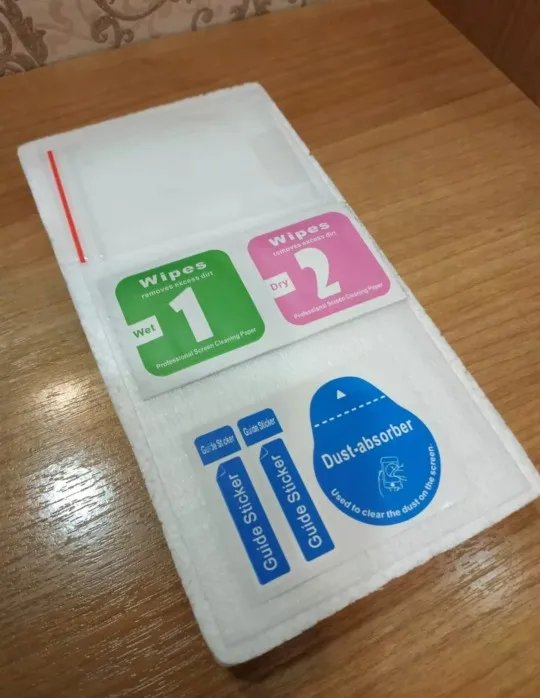 Wipes
removes excess dirt
Wet
1
Professional Screen Cleaning Paper
Wipes
removes excess dirt
Dry
2
Professional Screen Cleaning Paper
Guide Sticker
Guide Sticker
Guide Sticker
Guide Sticker
Dust-absorber
Used to clear the dust on the screen.